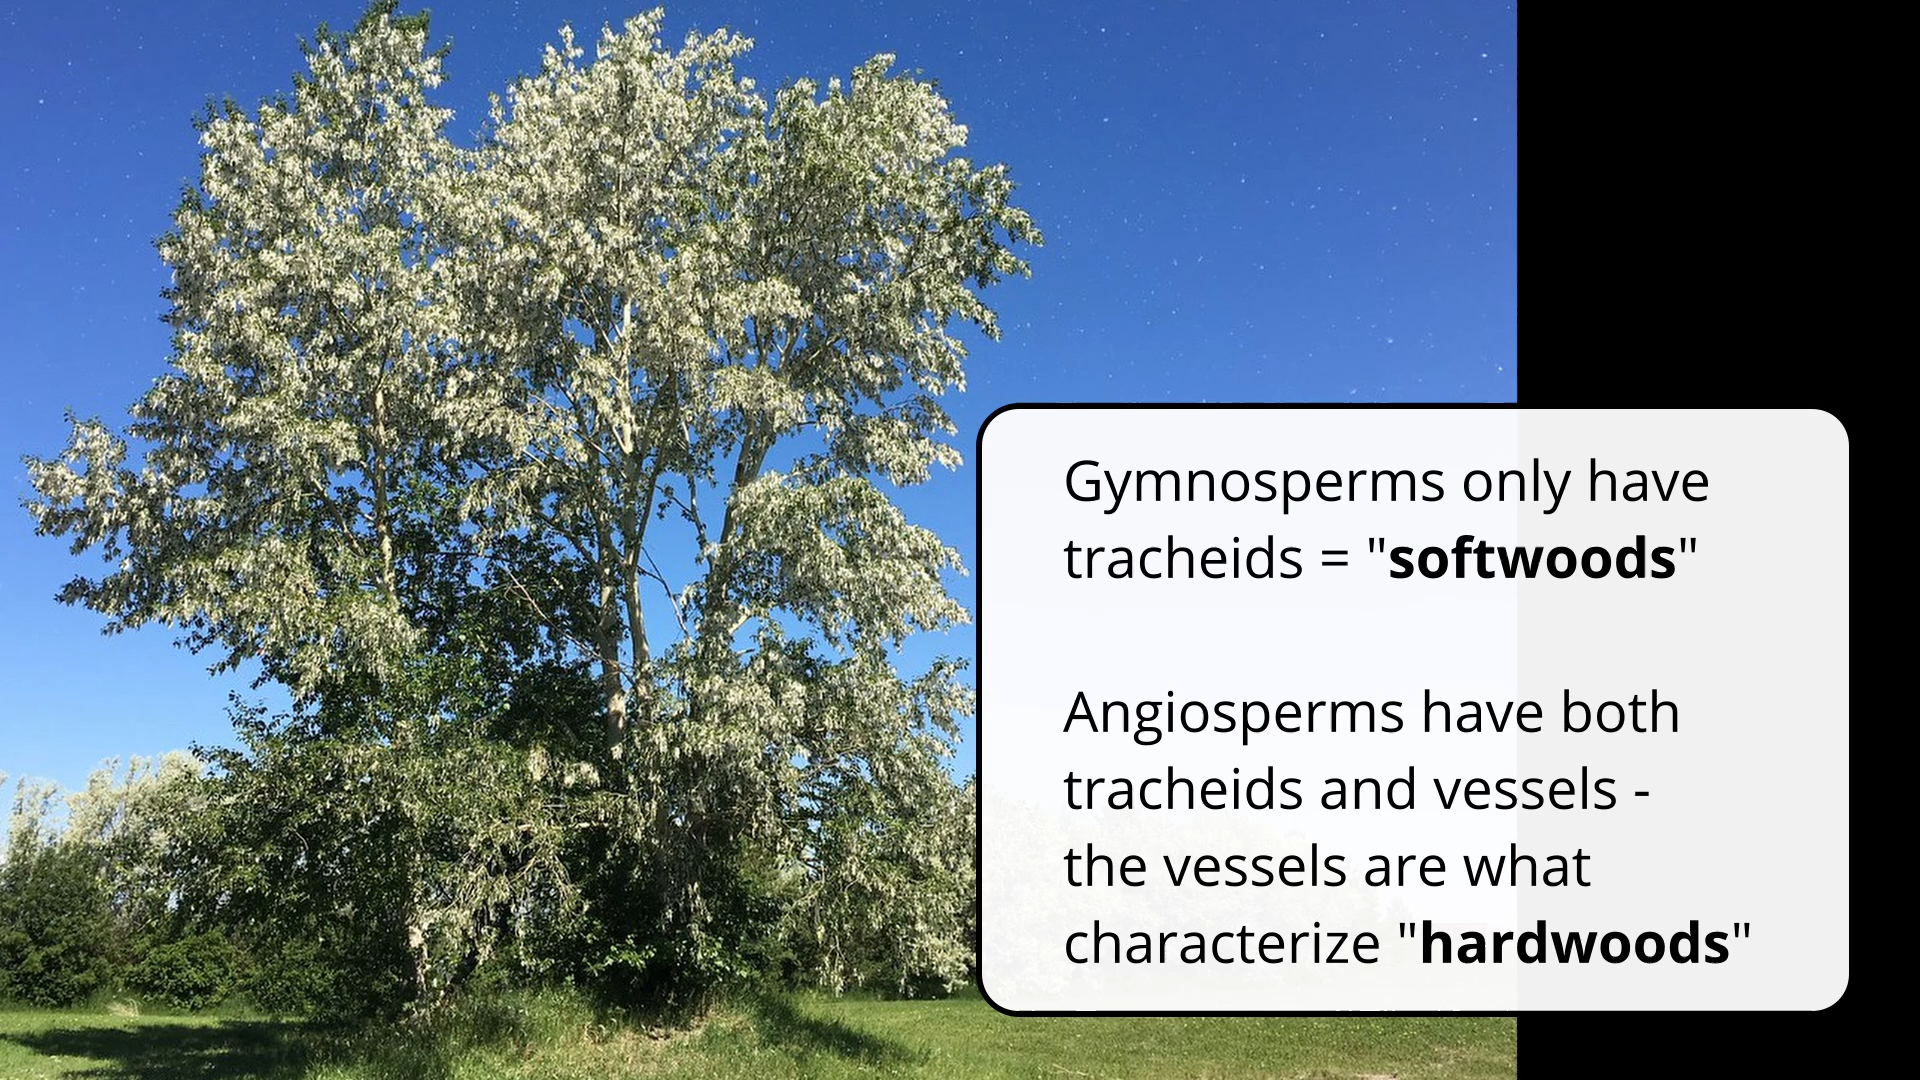 Gymnosperms only have
tracheids = "softwoods"
Angiosperms have both
tracheids and vessels -
the vessels are what
characterize "hardwoods"